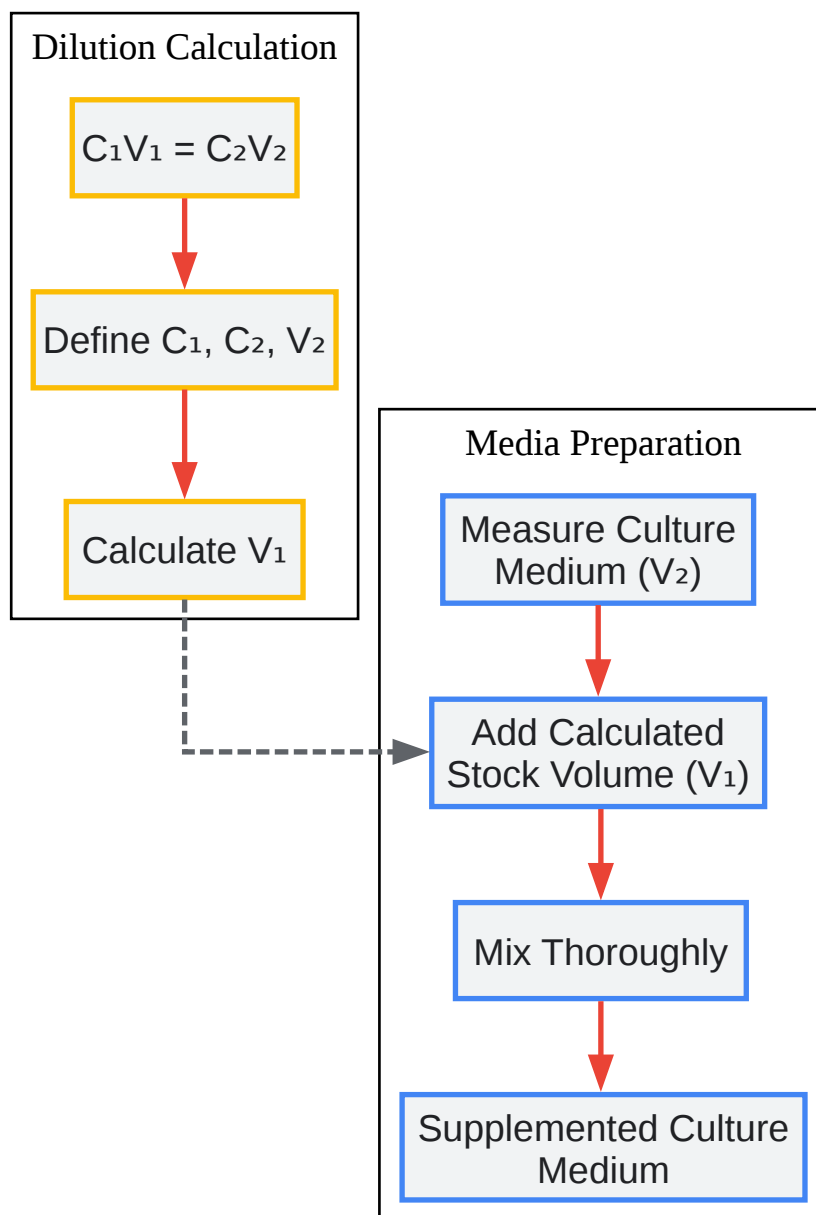 Dilution Calculation
C₁V₁ = C₂V₂
Define C₁, C₂, V₂
Calculate V₁
Media Preparation
Measure Culture
Medium (V₂)
Add Calculated
Stock Volume (V₁)
Mix Thoroughly
Supplemented Culture
Medium